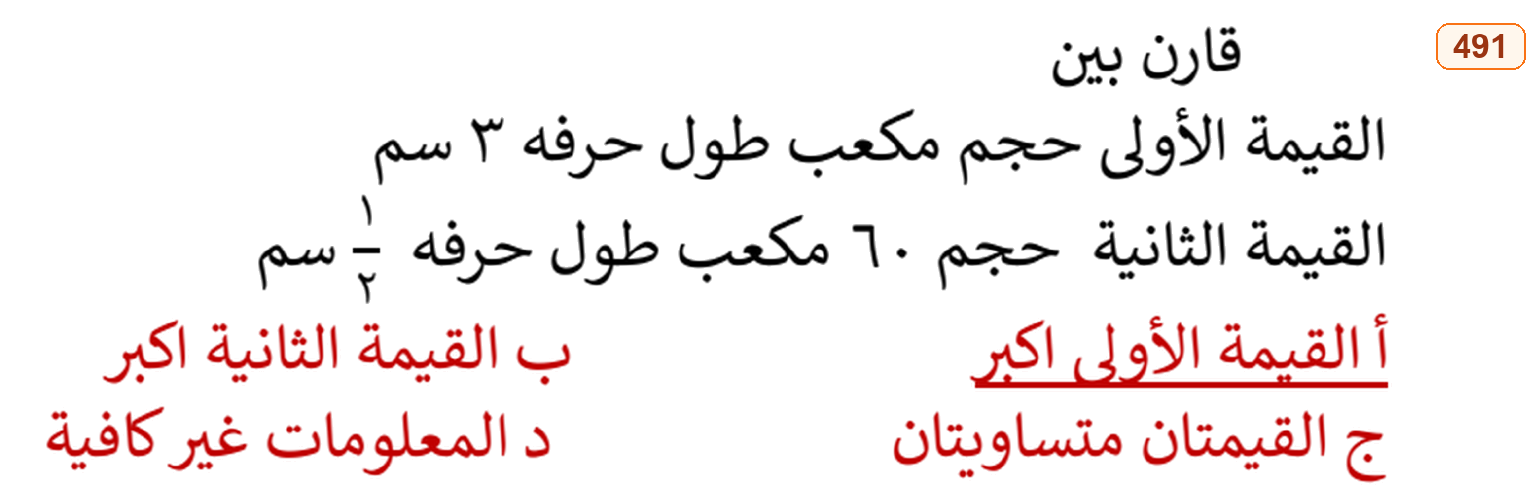 491
قارن بين
القيمة الأولى حجم مكعب طول حرفه ٣ سم
القيمة الثانية حجم ٦٠ مكعب طول حرفه ١/٢ سم
أ القيمة الأولى اكبر ب القيمة الثانية اكبر
ج القيمتان متساويتان د المعلومات غير كافية